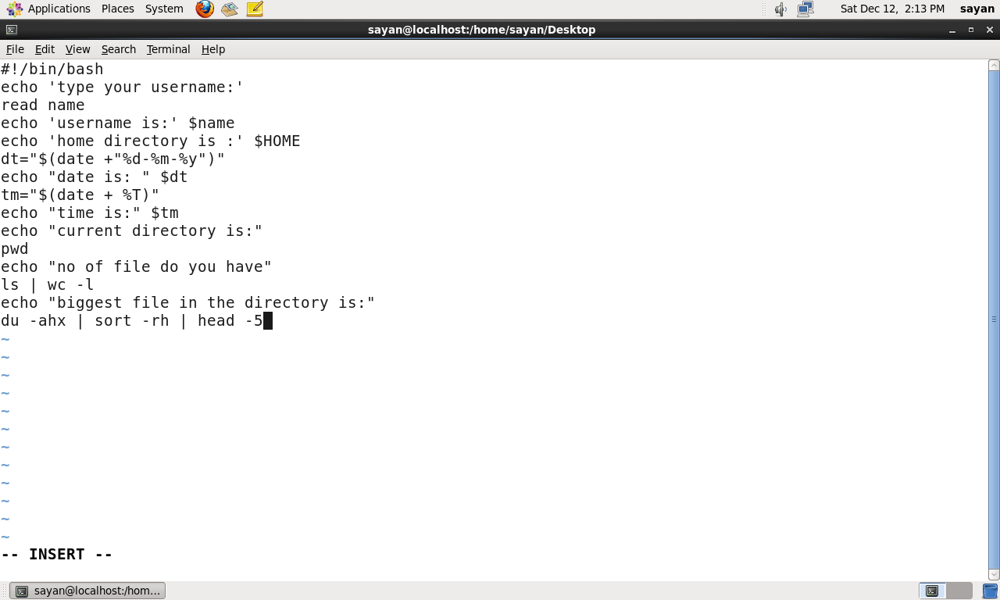 Applications Places System Sat Dec 12, 2:13 PM sayan
sayan@localhost:/home/sayan/Desktop
File Edit View Search Terminal Help
#!/bin/bash
echo 'type your username:'
read name
echo 'username is:' $name
echo 'home directory is :' $HOME
dt="$(date +"%d-%m-%y")"
echo "date is: " $dt
tm="$(date + %T)"
echo "time is:" $tm
echo "current directory is:"
pwd
echo "no of file do you have"
ls | wc -l
echo "biggest file in the directory is:"
du -ahx | sort -rh | head -5
~
~
~
~
~
~
~
~
~
~
~
~
-- INSERT --
sayan@localhost:/hom...